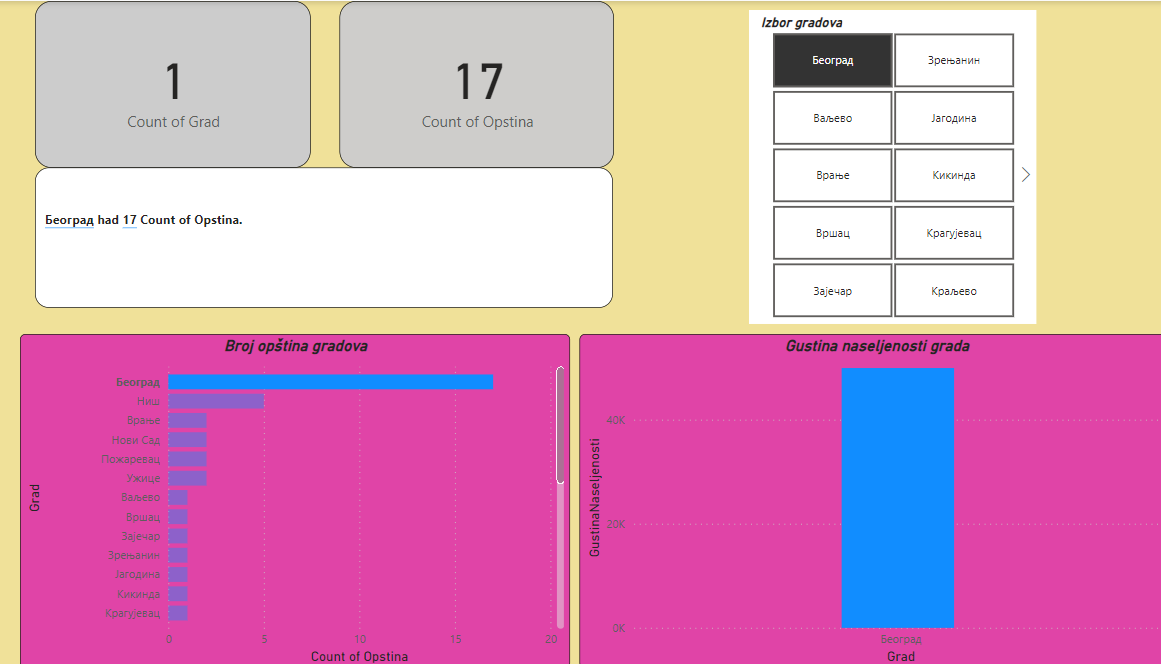 1
Count of Grad
17
Count of Opstina
Izbor gradova
Београд
Зрењанин
Ваљево
Јагодина
Врање
Кикинда
Вршац
Крагујевац
Зајечар
Краљево
Београд had 17 Count of Opstina.
Broj opština gradova
Grad
Београд
Ниш
Врање
Нови Сад
Пожаревац
Ужице
Ваљево
Вршац
Зајечар
Зрењанин
Јагодина
Кикинда
Крагујевац
0 5 10 15 20
Count of Opstina
Gustina naseljenosti grada
GustinaNaseljenosti
40K
20K
0K
Београд
Grad